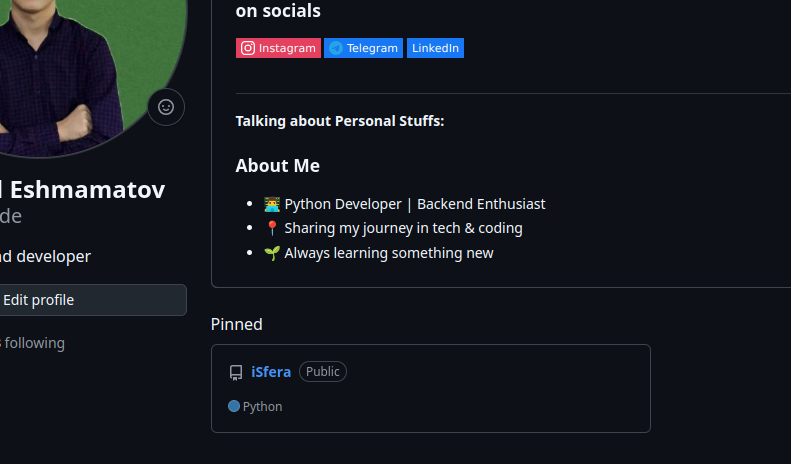 on socials
Instagram Telegram LinkedIn
Talking about Personal Stuffs:
About Me
👨‍💻 Python Developer | Backend Enthusiast
📍 Sharing my journey in tech & coding
🌱 Always learning something new
Eshmamatov
de
developer
Edit profile
following
Pinned
iSfera Public
Python